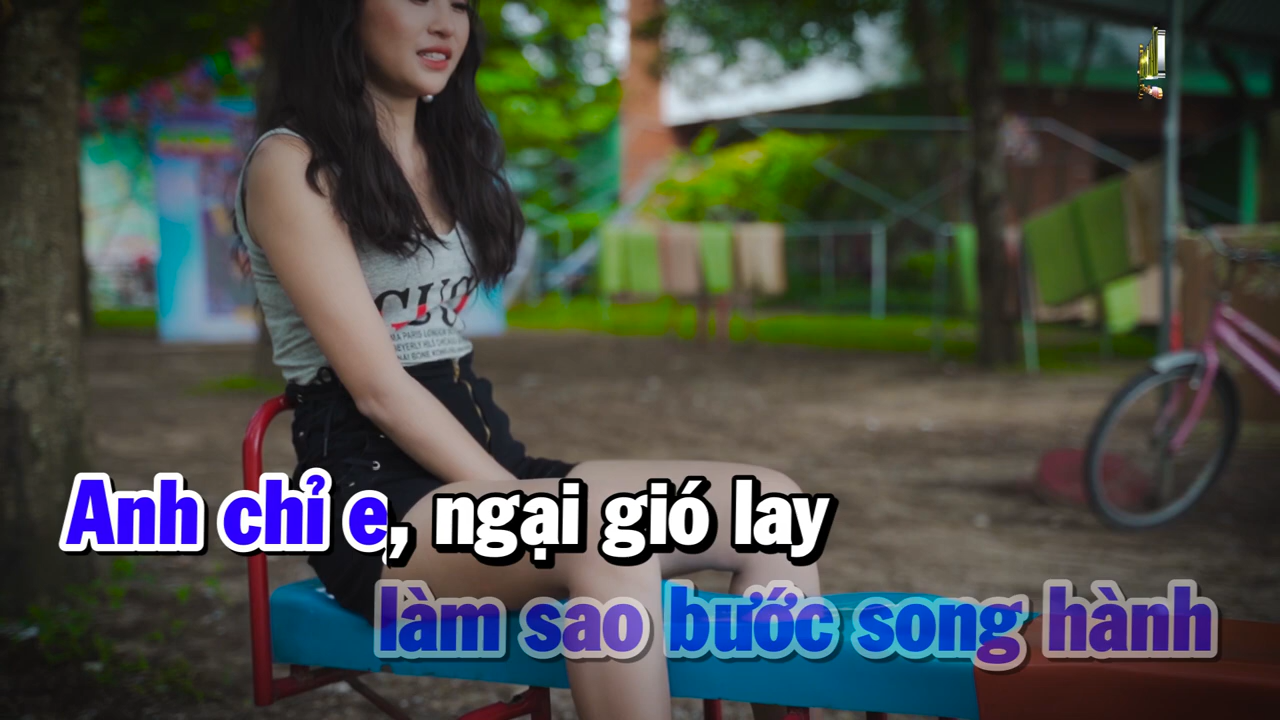 Anh chỉ e, ngại gió lay
làm sao bước song hành